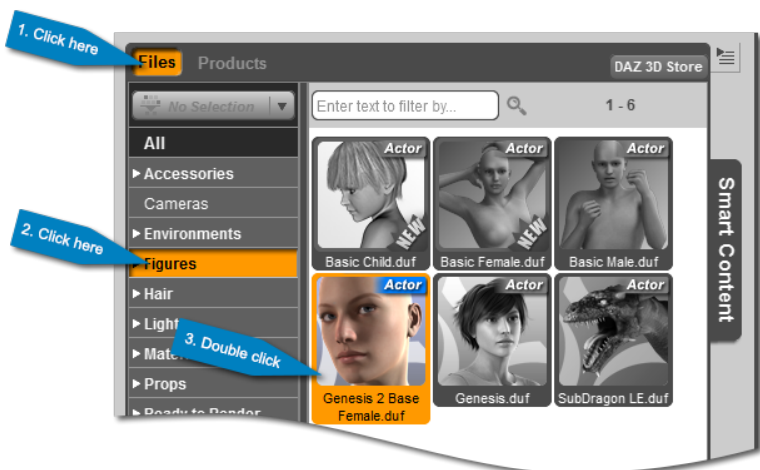 1. Click here
Files Products
DAZ 3D Store
No Selection
Enter text to filter by...
1 - 6
All
Accessories
Cameras
2. Click here
Environments
Figures
Hair
3. Double click
Props
Ready to Render
Actor
NEW
Basic Child.duf
Actor
NEW
Basic Female.duf
Actor
Basic Male.duf
Actor
Genesis 2 Base
Female.duf
Actor
Genesis.duf
Actor
SubDragon LE.duf
Smart Content